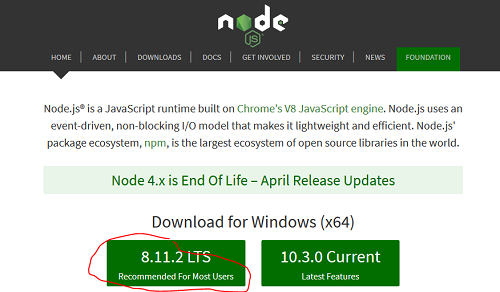 node
JS
HOME | ABOUT | DOWNLOADS | DOCS | GET INVOLVED | SECURITY | NEWS | FOUNDATION
Node.js® is a JavaScript runtime built on Chrome's V8 JavaScript engine. Node.js uses an
event-driven, non-blocking I/O model that makes it lightweight and efficient. Node.js'
package ecosystem, npm, is the largest ecosystem of open source libraries in the world.
Node 4.x is End Of Life – April Release Updates
Download for Windows (x64)
8.11.2 LTS
Recommended For Most Users
10.3.0 Current
Latest Features